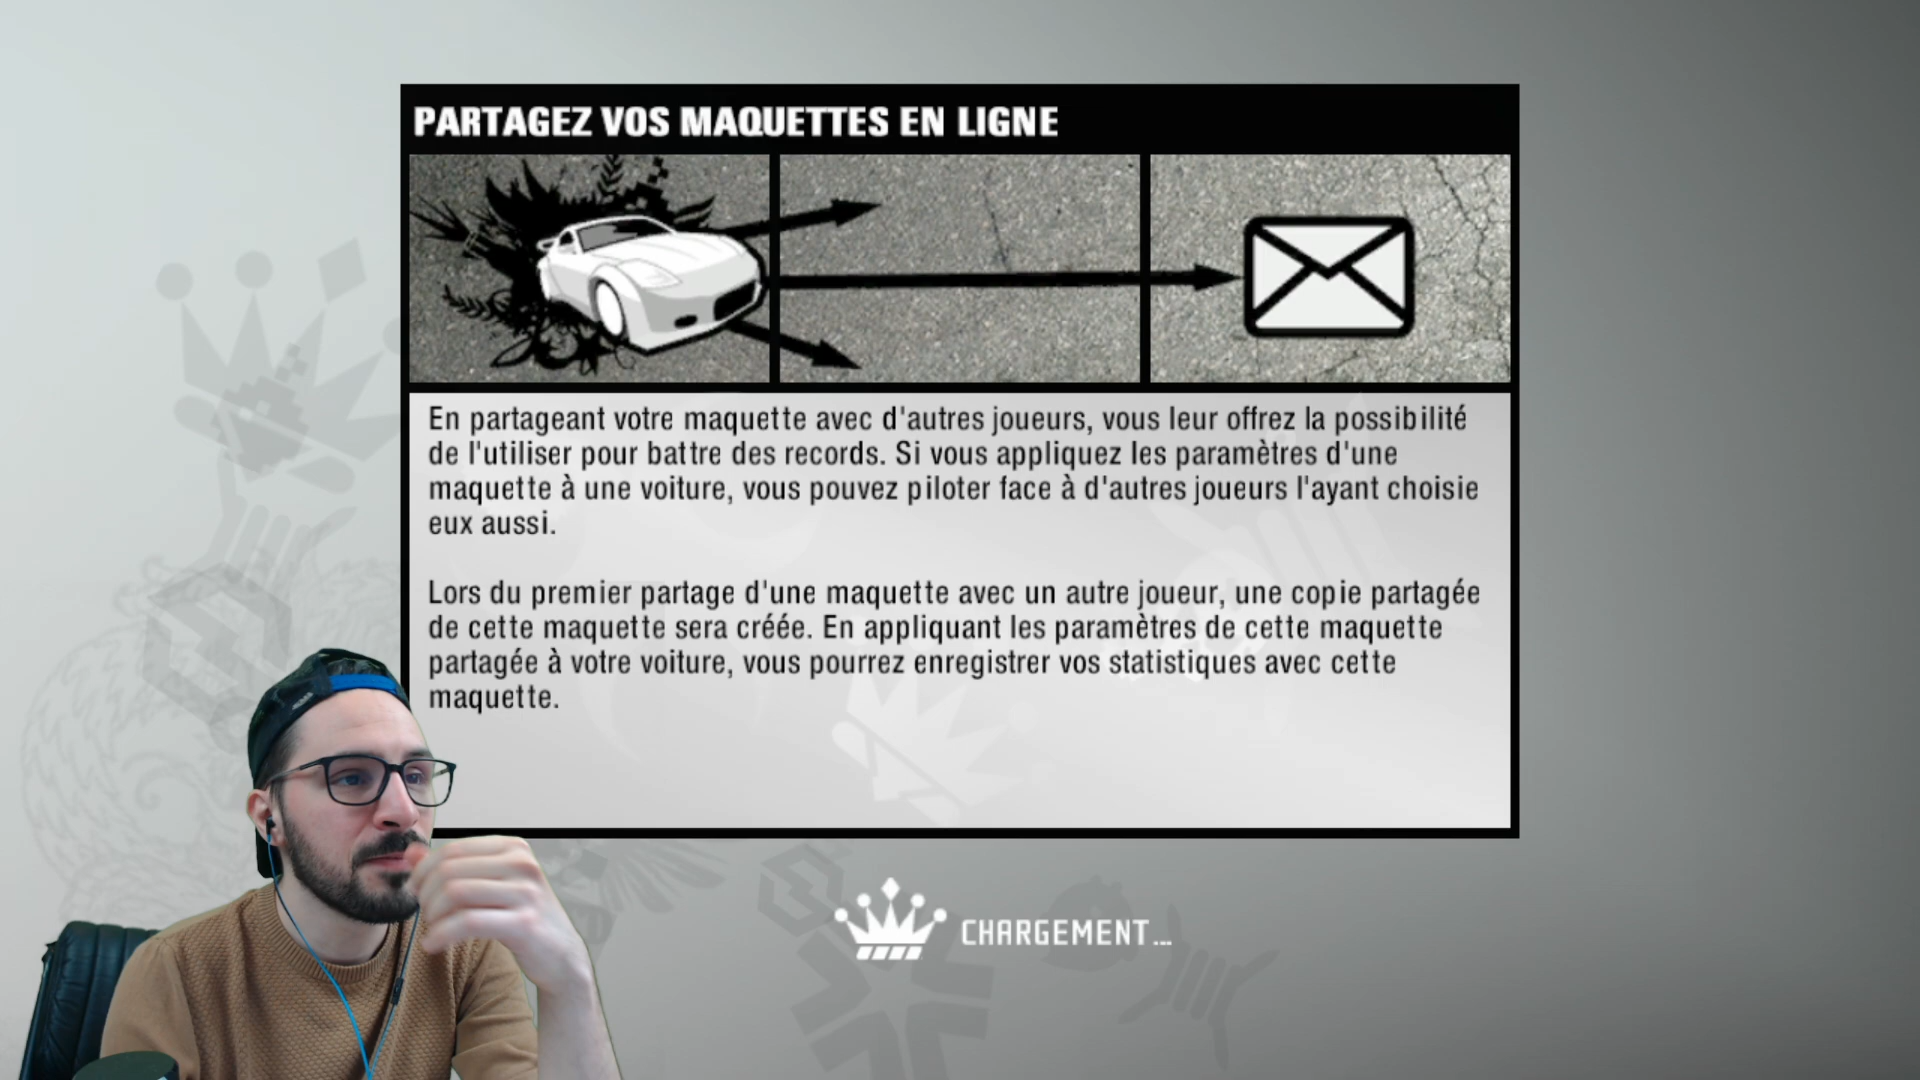 PARTAGEZ VOS MAQUETTES EN LIGNE
En partageant votre maquette avec d'autres joueurs, vous leur offrez la possibilité
de l'utiliser pour battre des records. Si vous appliquez les paramètres d'une
maquette à une voiture, vous pouvez piloter face à d'autres joueurs l'ayant choisie
eux aussi.
Lors du premier partage d'une maquette avec un autre joueur, une copie partagée
de cette maquette sera créée. En appliquant les paramètres de cette maquette
partagée à votre voiture, vous pourrez enregistrer vos statistiques avec cette
maquette.
CHARGEMENT...